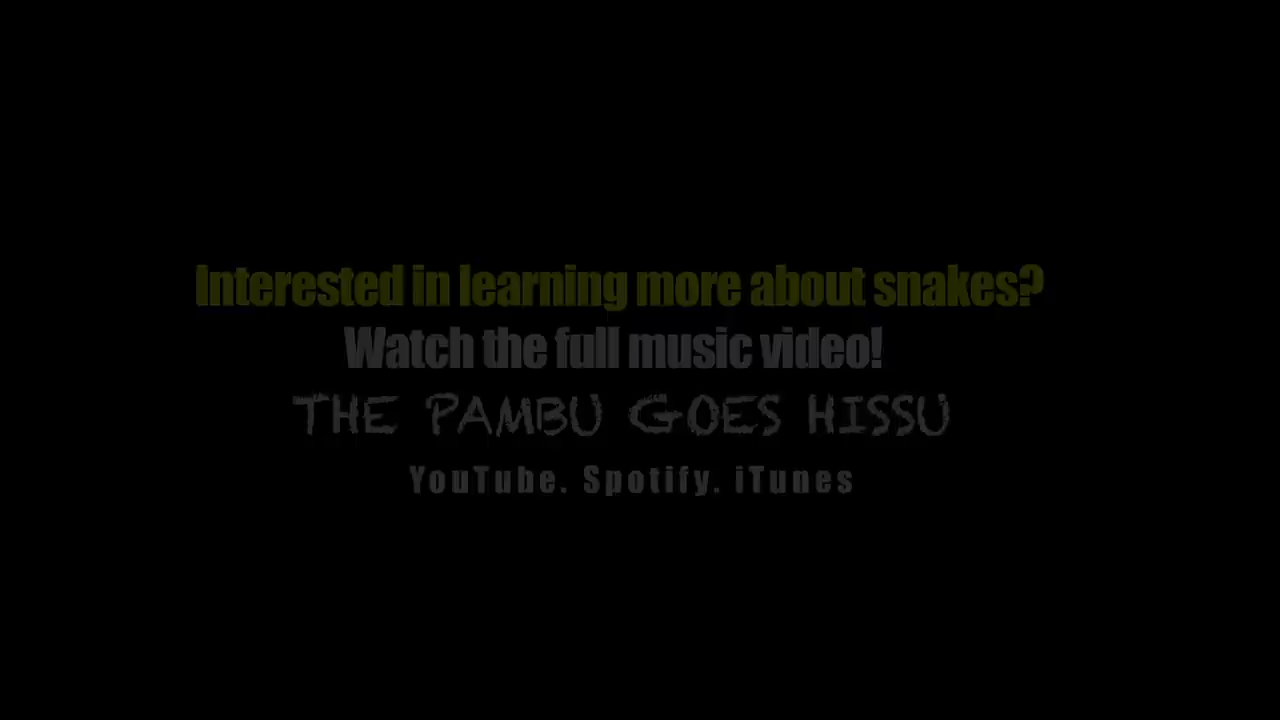 Interested in learning more about snakes?
Watch the full music video!
THE PAMBU GOES HISSU
YouTube. Spotify. iTunes